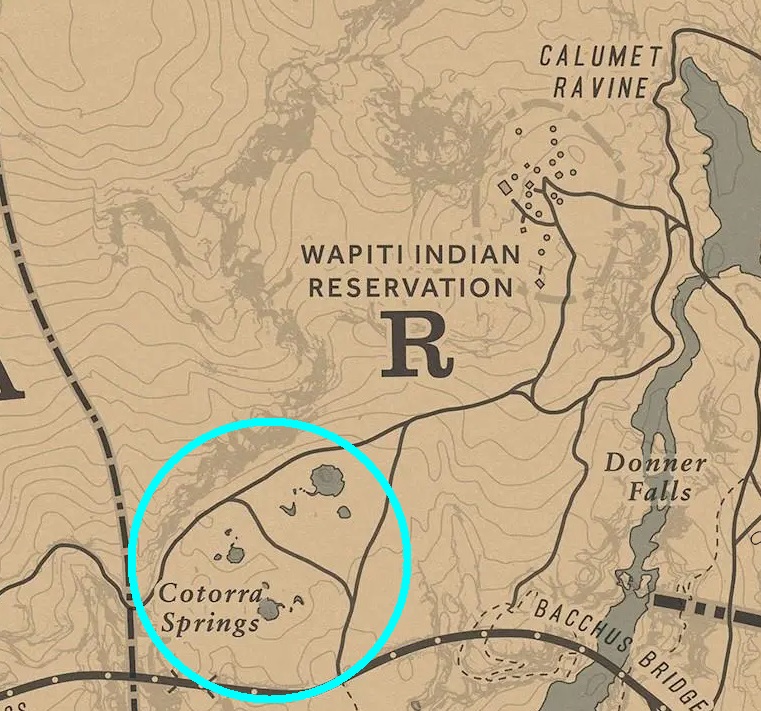 CALUMET
RAVINE
WAPITI INDIAN
RESERVATION
R
A
Donner
Falls
Cotorra
Springs
BACCHUS BRIDGE